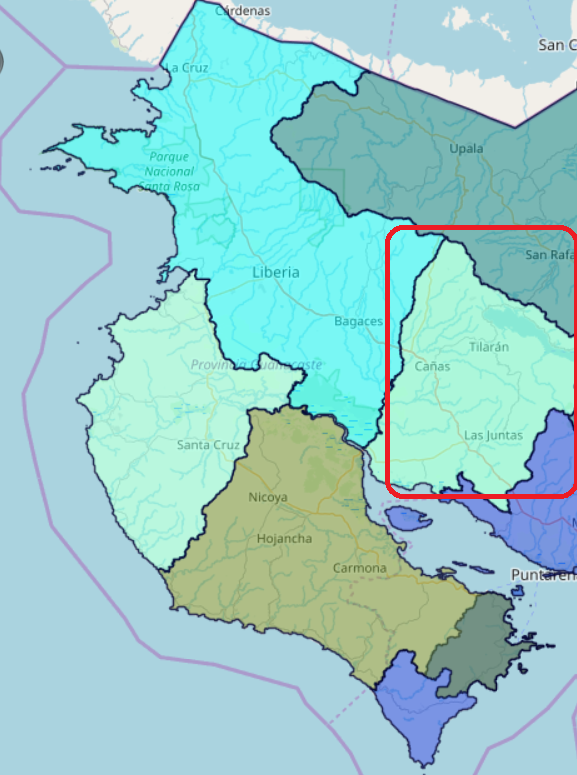 Cárdenas
San C
La Cruz
Upala
Parque
Nacional
Santa Rosa
San Rafa
Liberia
Bagaces
Tilarán
Provincia Guanacaste
Cañas
Santa Cruz
Las Juntas
Nicoya
Hojancha
Carmona
Puntaren